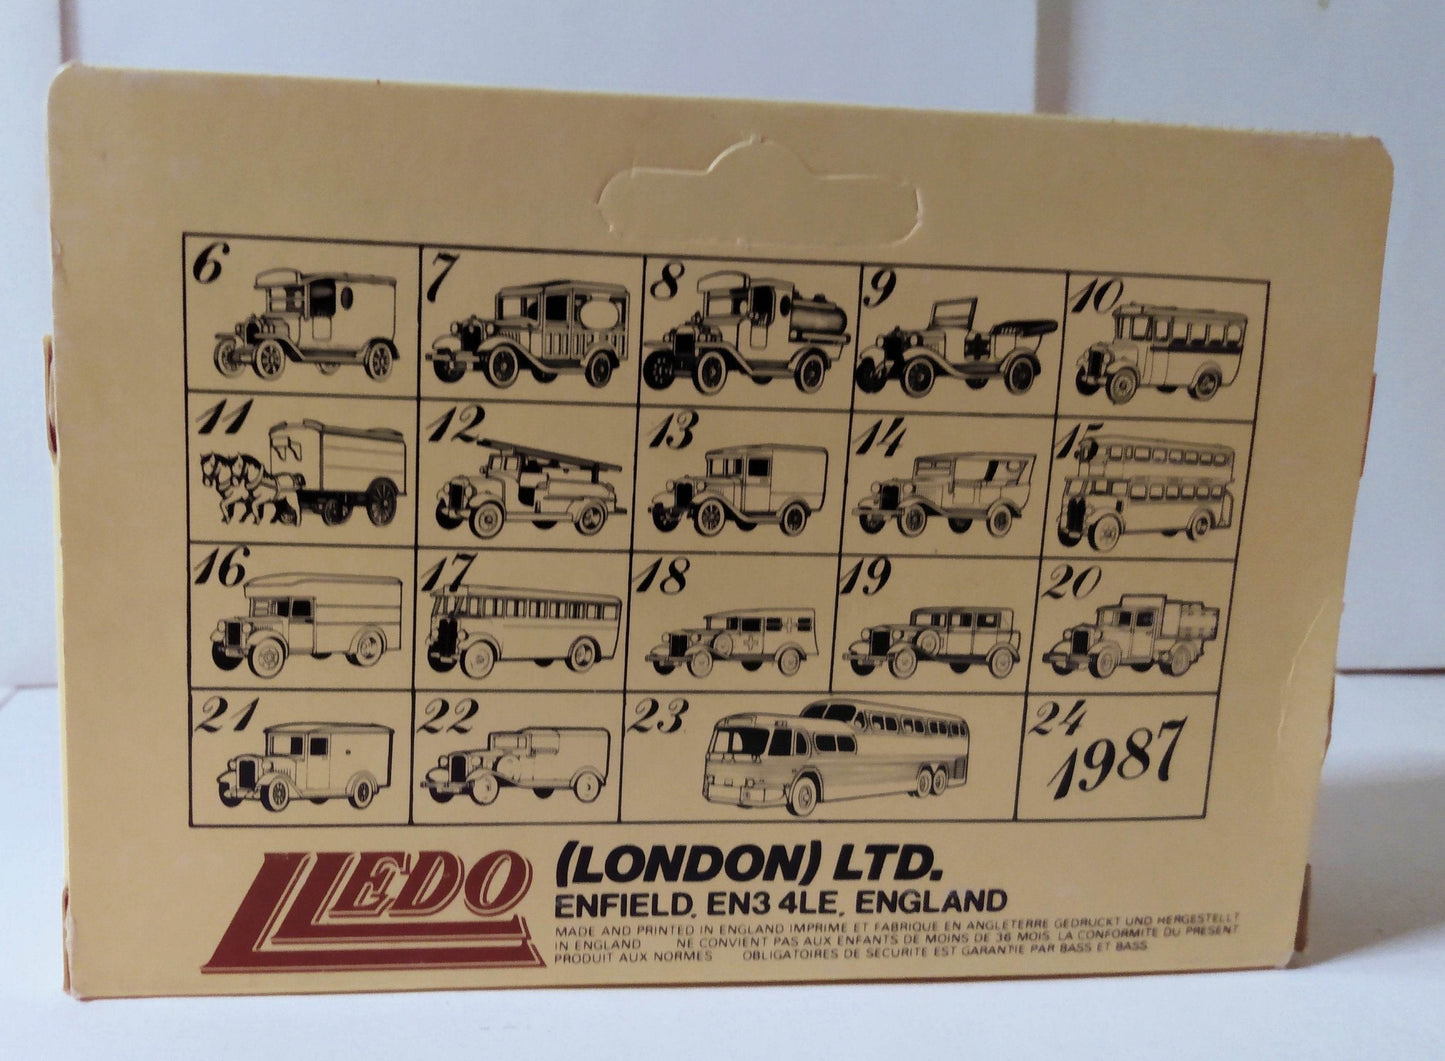 6 7 8 9 10
11 12 13 14 15
16 17 18 19 20
21 22 23 24 1987
LLEDO (LONDON) LTD.
ENFIELD, EN3 4LE, ENGLAND
MADE AND PRINTED IN ENGLAND IMPRIME ET FABRIQUE EN ANGLETERRE GEDRUCKT UND HERGESTELLT
IN ENGLAND NE CONVIENT PAS AUX ENFANTS DE MOINS DE 36 MOIS. LA CONFORMITE DU PRESENT
PRODUIT AUX NORMES OBLIGATOIRES DE SECURITE EST GARANTIE PAR BASS ET BASS.